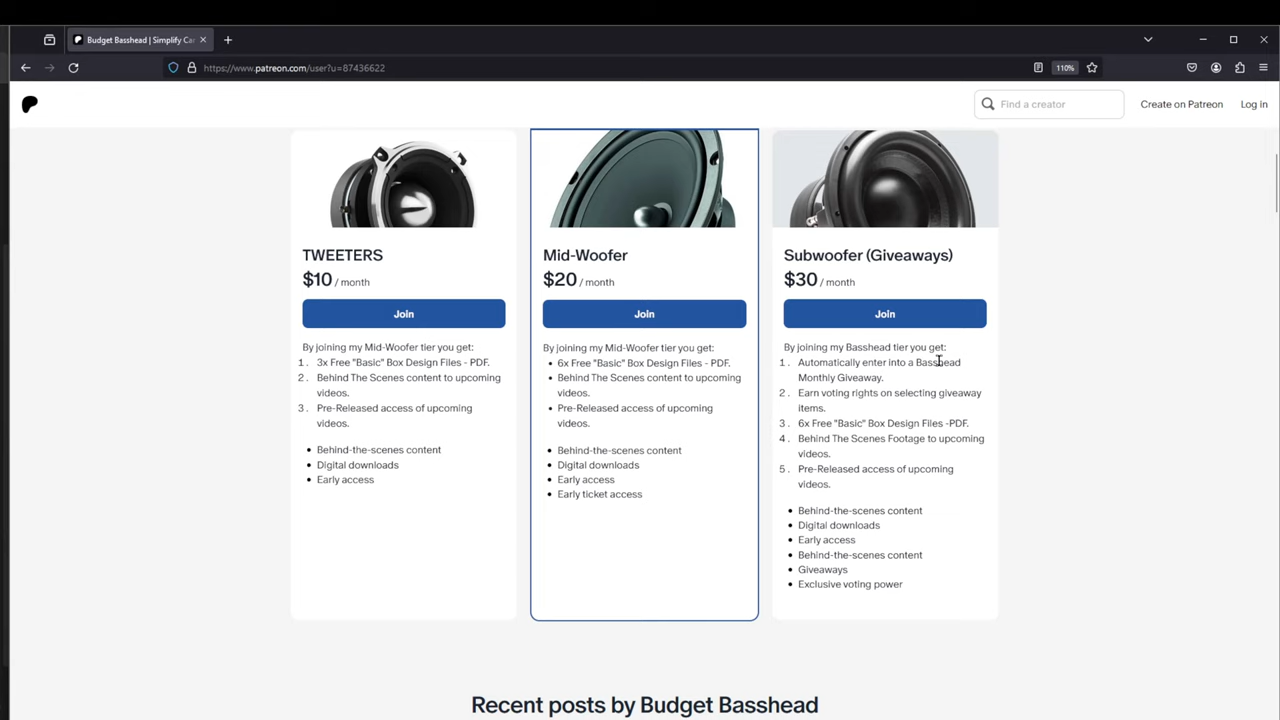 Budget Basshead | Simplify Ca
https://www.patreon.com/user?u=87436622
110%
Find a creator
Create on Patreon
Log in
TWEETERS
$10 / month
Join
By joining my Mid-Woofer tier you get:
1. 3x Free "Basic" Box Design Files - PDF.
2. Behind The Scenes content to upcoming
videos.
3. Pre-Released access of upcoming
videos.
• Behind-the-scenes content
• Digital downloads
• Early access
Mid-Woofer
$20 / month
Join
By joining my Mid-Woofer tier you get:
• 6x Free "Basic" Box Design Files - PDF.
• Behind The Scenes content to upcoming
videos.
• Pre-Released access of upcoming
videos.
• Behind-the-scenes content
• Digital downloads
• Early access
• Early ticket access
Subwoofer (Giveaways)
$30 / month
Join
By joining my Basshead tier you get:
1. Automatically enter into a Basshead
Monthly Giveaway.
2. Earn voting rights on selecting giveaway
items.
3. 6x Free "Basic" Box Design Files -PDF.
4. Behind The Scenes Footage to upcoming
videos.
5. Pre-Released access of upcoming
videos.
• Behind-the-scenes content
• Digital downloads
• Early access
• Behind-the-scenes content
• Giveaways
• Exclusive voting power
Recent posts by Budget Basshead